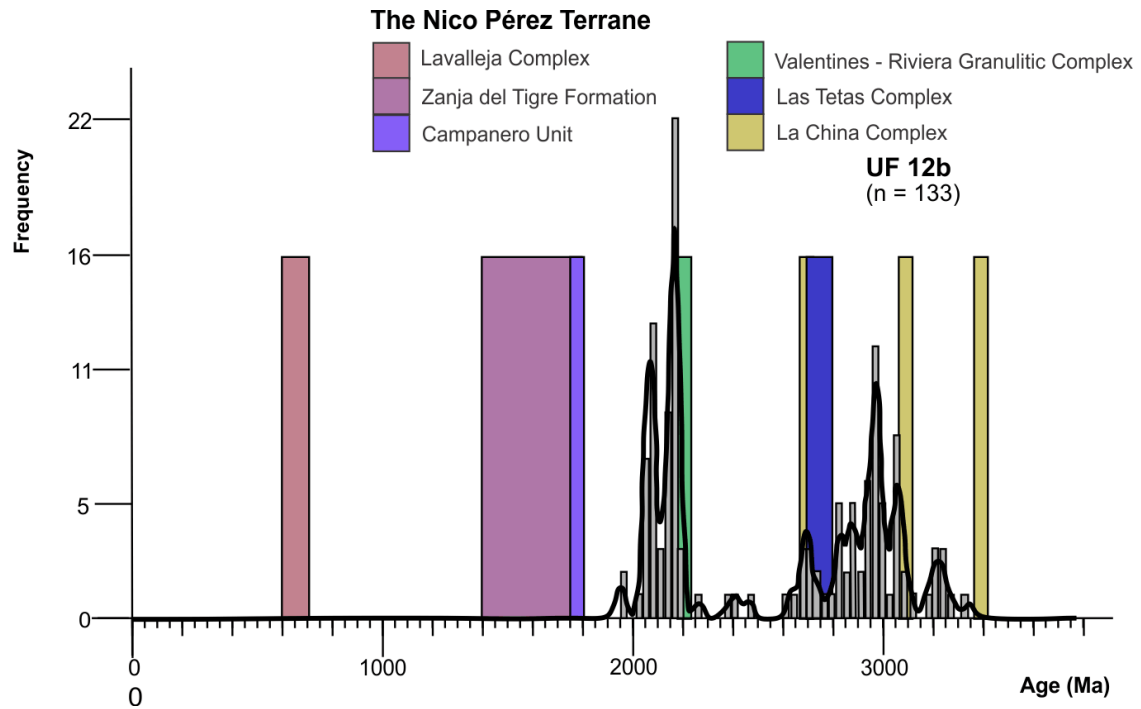 The Nico Pérez Terrane
Lavalleja Complex
Zanja del Tigre Formation
Campanero Unit
Valentines - Riviera Granulitic Complex
Las Tetas Complex
La China Complex
UF 12b
(n = 133)
Frequency
22
16
11
5
0
0
1000
2000
3000
0
Age (Ma)